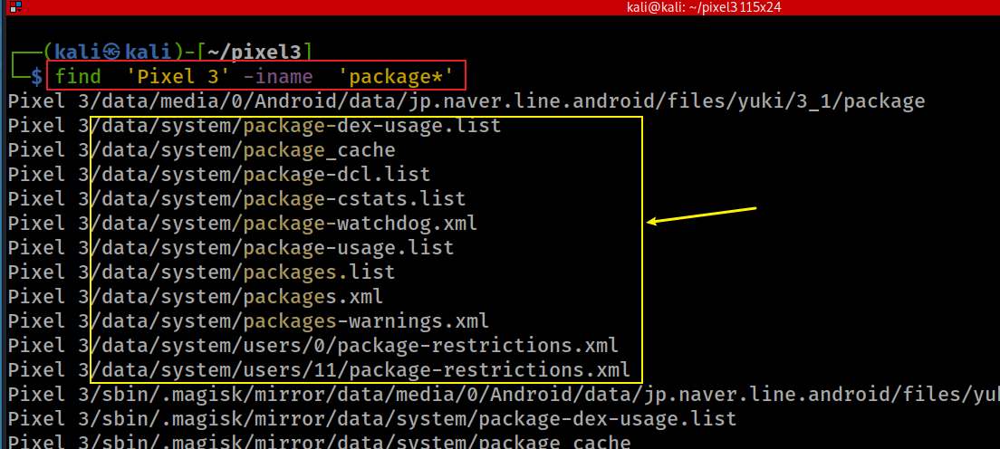 kali@kali: ~/pixel3 115x24
┌──(kali㉿kali)-[~/pixel3]
└─$ find  'Pixel 3' -iname  'package*'
Pixel 3/data/media/0/Android/data/jp.naver.line.android/files/yuki/3_1/package
Pixel 3/data/system/package-dex-usage.list
Pixel 3/data/system/package_cache
Pixel 3/data/system/package-dcl.list
Pixel 3/data/system/package-cstats.list
Pixel 3/data/system/package-watchdog.xml
Pixel 3/data/system/package-usage.list
Pixel 3/data/system/packages.list
Pixel 3/data/system/packages.xml
Pixel 3/data/system/packages-warnings.xml
Pixel 3/data/system/users/0/package-restrictions.xml
Pixel 3/data/system/users/11/package-restrictions.xml
Pixel 3/sbin/.magisk/mirror/data/media/0/Android/data/jp.naver.line.android/files/yu
Pixel 3/sbin/.magisk/mirror/data/system/package-dex-usage.list
Pixel 3/sbin/.magisk/mirror/data/system/package_cache